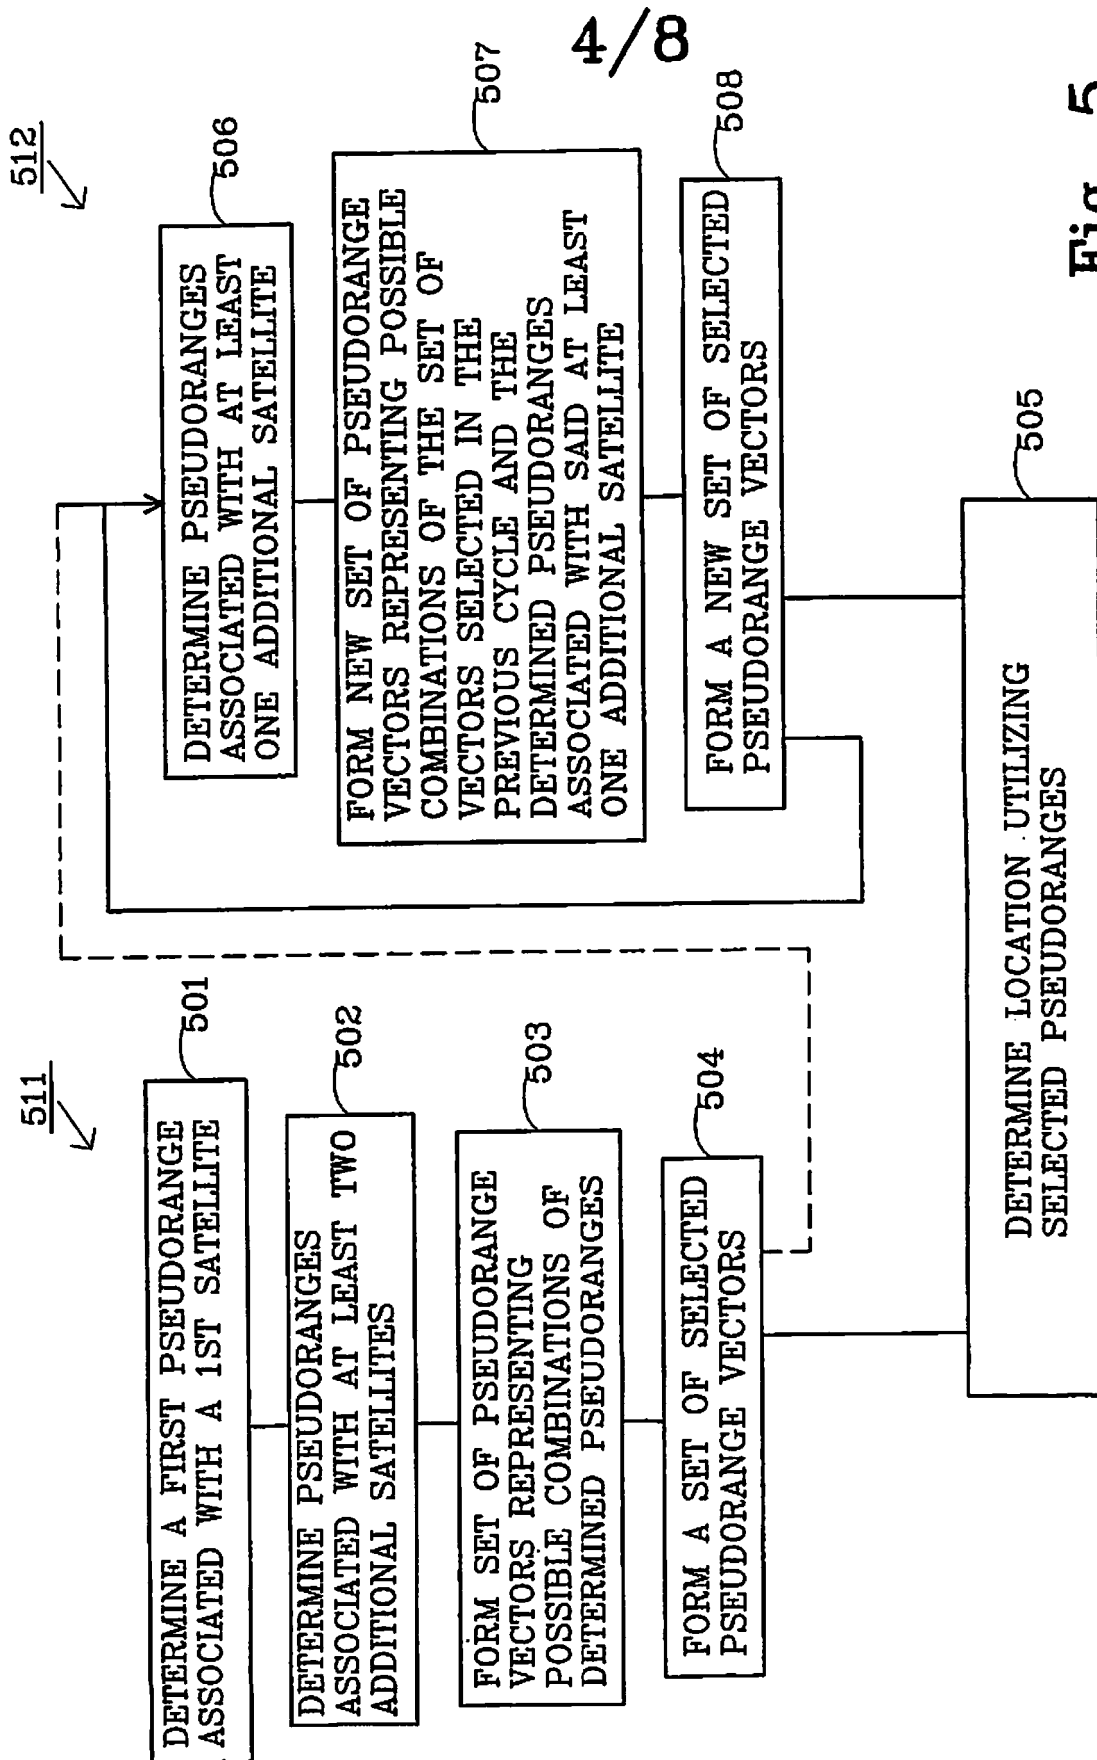 4/8
511
DETERMINE A FIRST PSEUDORANGE
ASSOCIATED WITH A 1ST SATELLITE
501
DETERMINE PSEUDORANGES
ASSOCIATED WITH AT LEAST TWO
ADDITIONAL SATELLITES
502
FORM SET OF PSEUDORANGE
VECTORS REPRESENTING
POSSIBLE COMBINATIONS OF
DETERMINED PSEUDORANGES
503
FORM A SET OF SELECTED
PSEUDORANGE VECTORS
504
512
DETERMINE PSEUDORANGES
ASSOCIATED WITH AT LEAST
ONE ADDITIONAL SATELLITE
506
FORM NEW SET OF PSEUDORANGE
VECTORS REPRESENTING POSSIBLE
COMBINATIONS OF THE SET OF
VECTORS SELECTED IN THE
PREVIOUS CYCLE AND THE
DETERMINED PSEUDORANGES
ASSOCIATED WITH SAID AT LEAST
ONE ADDITIONAL SATELLITE
507
FORM A NEW SET OF SELECTED
PSEUDORANGE VECTORS
508
DETERMINE LOCATION UTILIZING
SELECTED PSEUDORANGES
505
Fig. 5